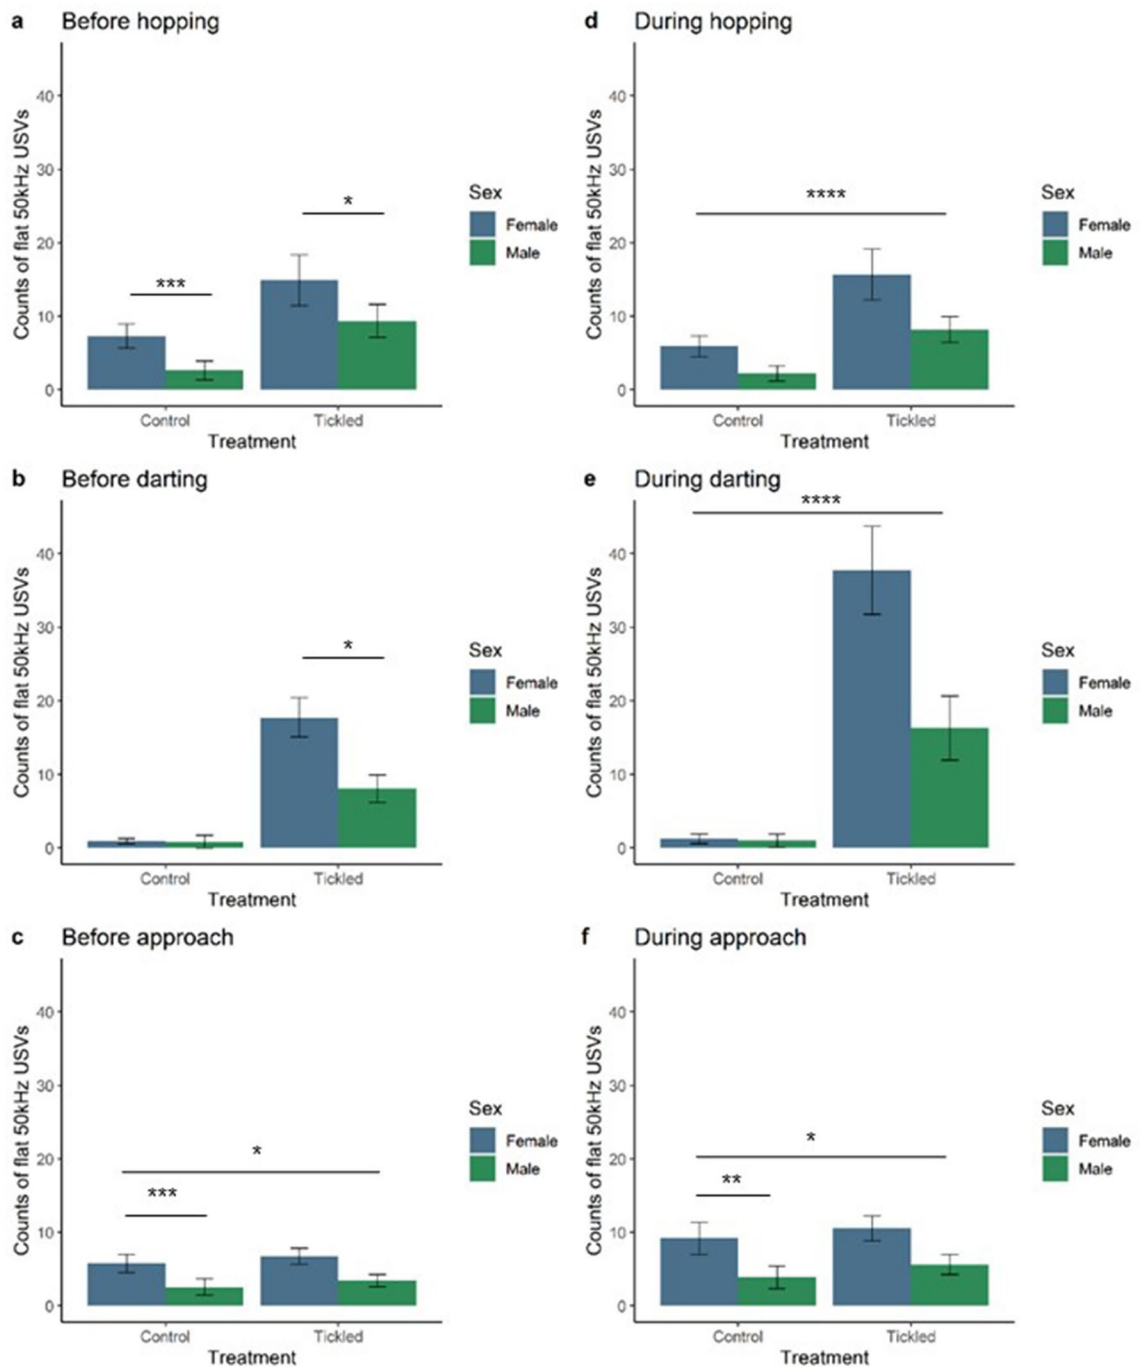 a Before hopping
Counts of flat 50kHz USVs
40
30
20
10
0
***
*
Control
Tickled
Treatment
Sex
Female
Male
d During hopping
Counts of flat 50kHz USVs
40
30
20
10
0
****
Control
Tickled
Treatment
Sex
Female
Male
b Before darting
Counts of flat 50kHz USVs
40
30
20
10
0
*
Control
Tickled
Treatment
Sex
Female
Male
e During darting
Counts of flat 50kHz USVs
40
30
20
10
0
****
Control
Tickled
Treatment
Sex
Female
Male
c Before approach
Counts of flat 50kHz USVs
40
30
20
10
0
*
***
Control
Tickled
Treatment
Sex
Female
Male
f During approach
Counts of flat 50kHz USVs
40
30
20
10
0
*
**
Control
Tickled
Treatment
Sex
Female
Male